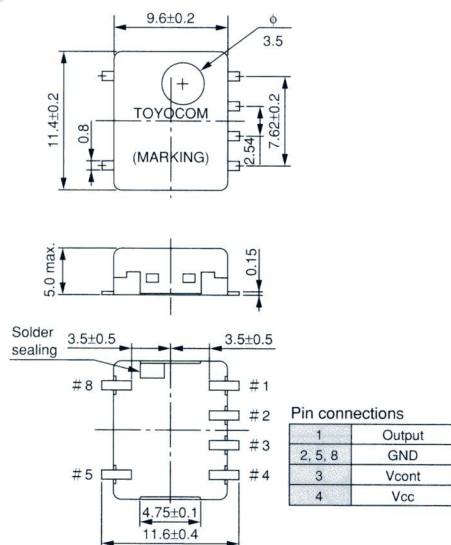 9.6±0.2
ϕ
3.5
11.4±0.2
0.8
TOYOCOM
(MARKING)
2.54
7.62±0.2
5.0 max.
0.15
Solder
sealing
3.5±0.5
3.5±0.5
#8
#1
#2
#3
#5
#4
4.75±0.1
11.6±0.4
Pin connections
1 Output
2, 5, 8 GND
3 Vcont
4 Vcc